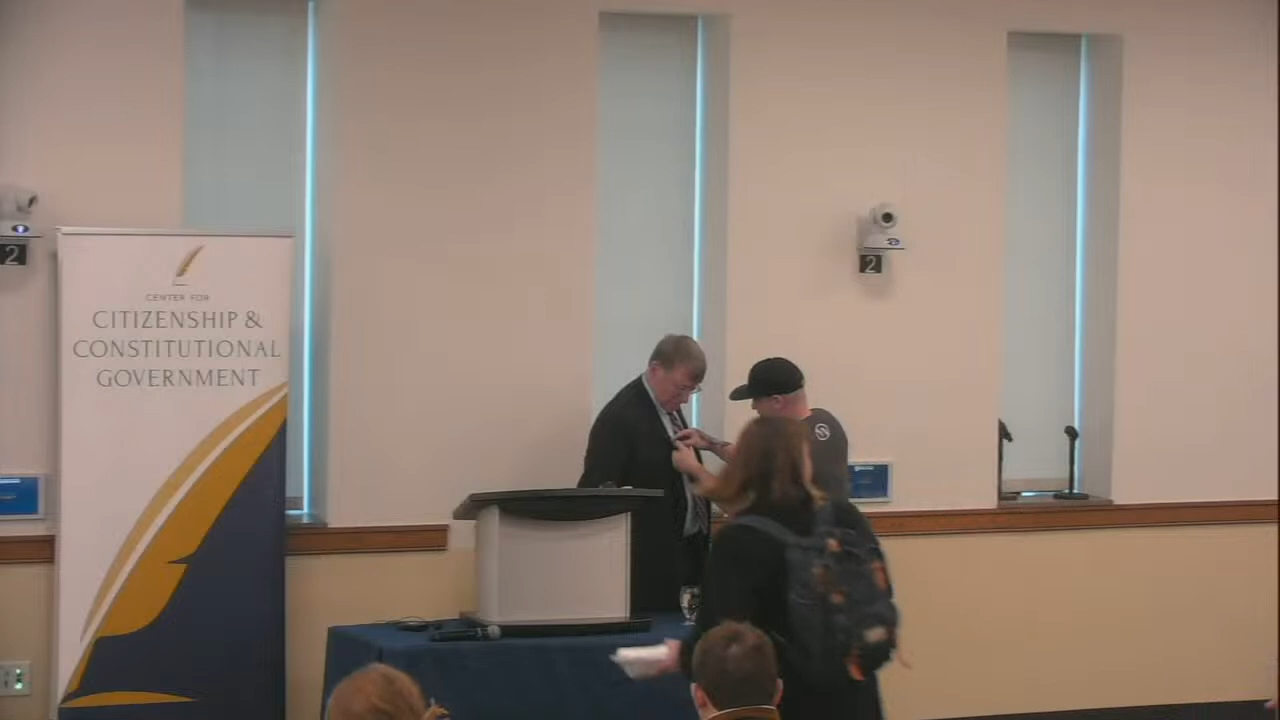 2
CENTER FOR
CITIZENSHIP &
CONSTITUTIONAL
GOVERNMENT
2